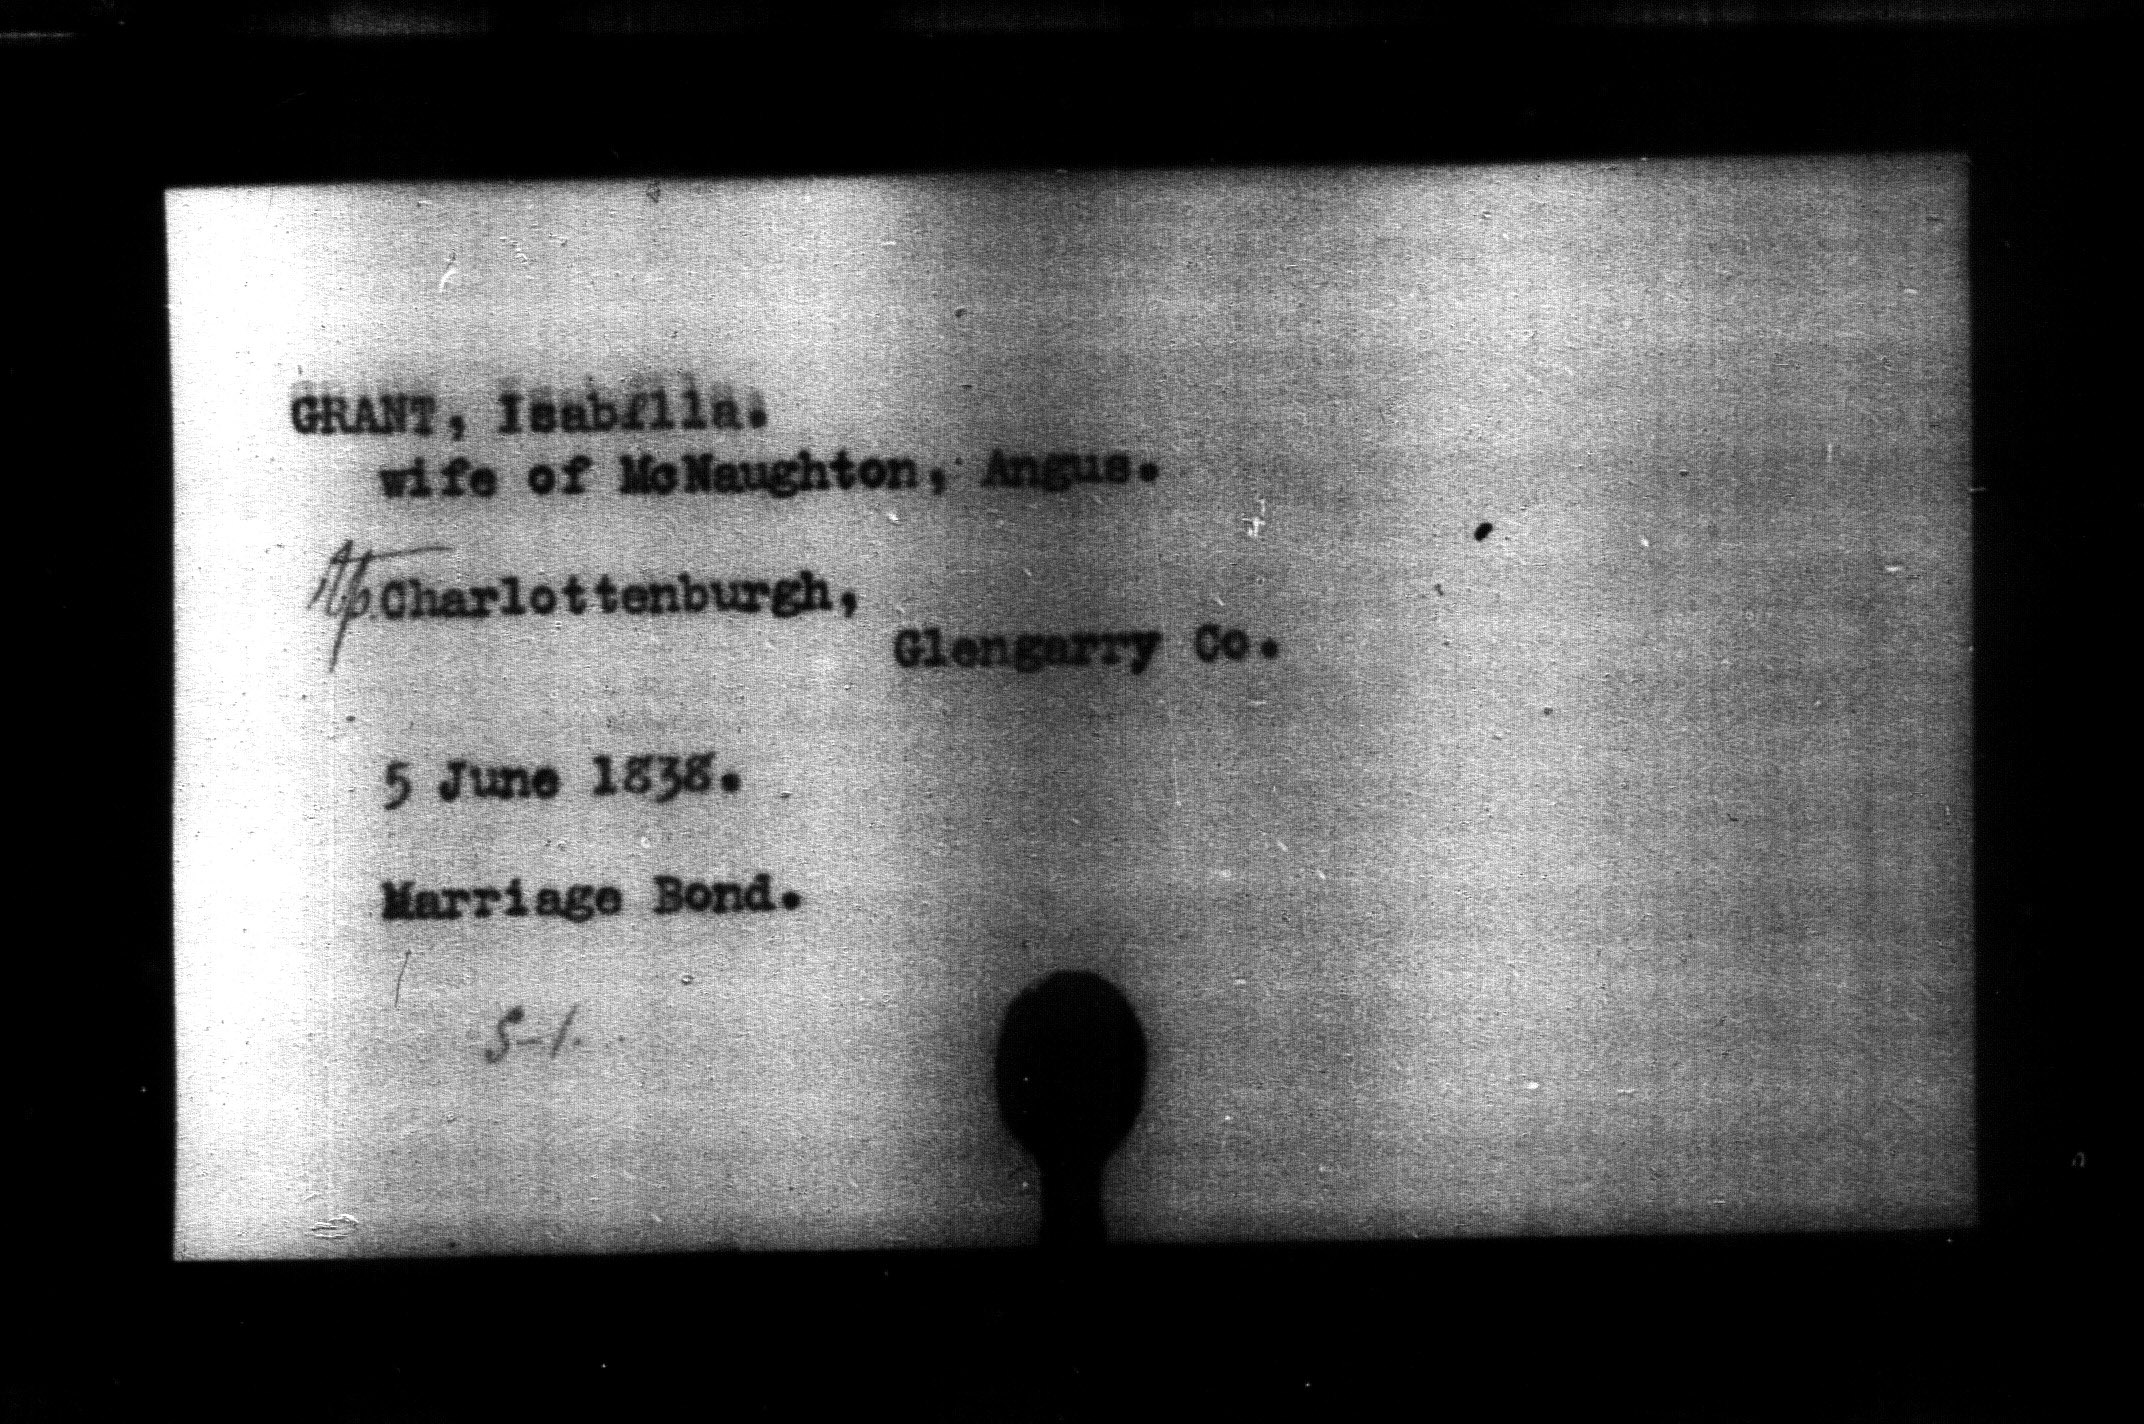 GRANT, Isabflla.
wife of McNaughton, Angus.
Tp. Charlottenburgh,
Glengarry Co.
5 June 1838.
Marriage Bond.
5-1.